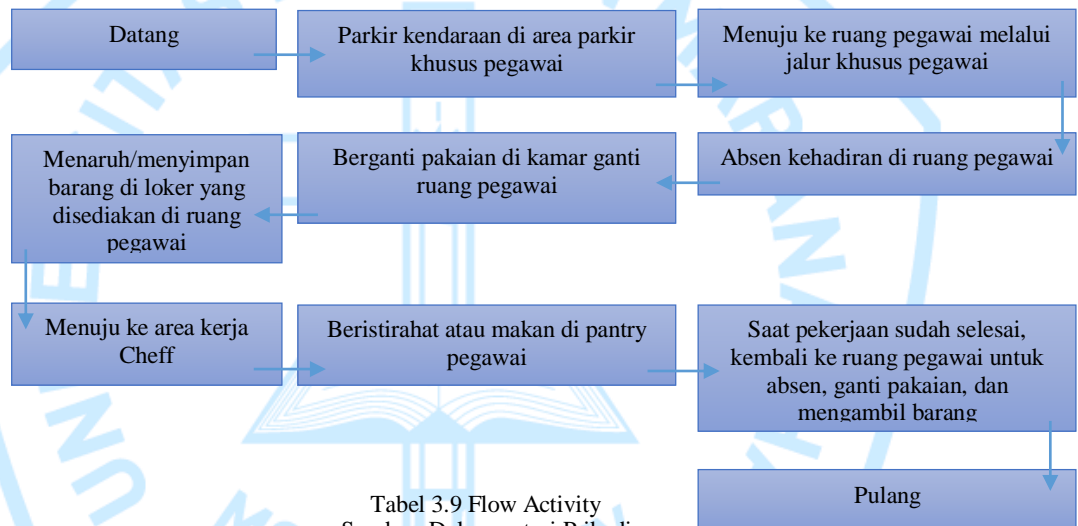 Datang
Parkir kendaraan di area parkir
khusus pegawai
Menuju ke ruang pegawai melalui
jalur khusus pegawai
Absen kehadiran di ruang pegawai
Berganti pakaian di kamar ganti
ruang pegawai
Menaruh/menyimpan
barang di loker yang
disediakan di ruang
pegawai
Menuju ke area kerja
Cheff
Beristirahat atau makan di pantry
pegawai
Saat pekerjaan sudah selesai,
kembali ke ruang pegawai untuk
absen, ganti pakaian, dan
mengambil barang
Pulang
Tabel 3.9 Flow Activity